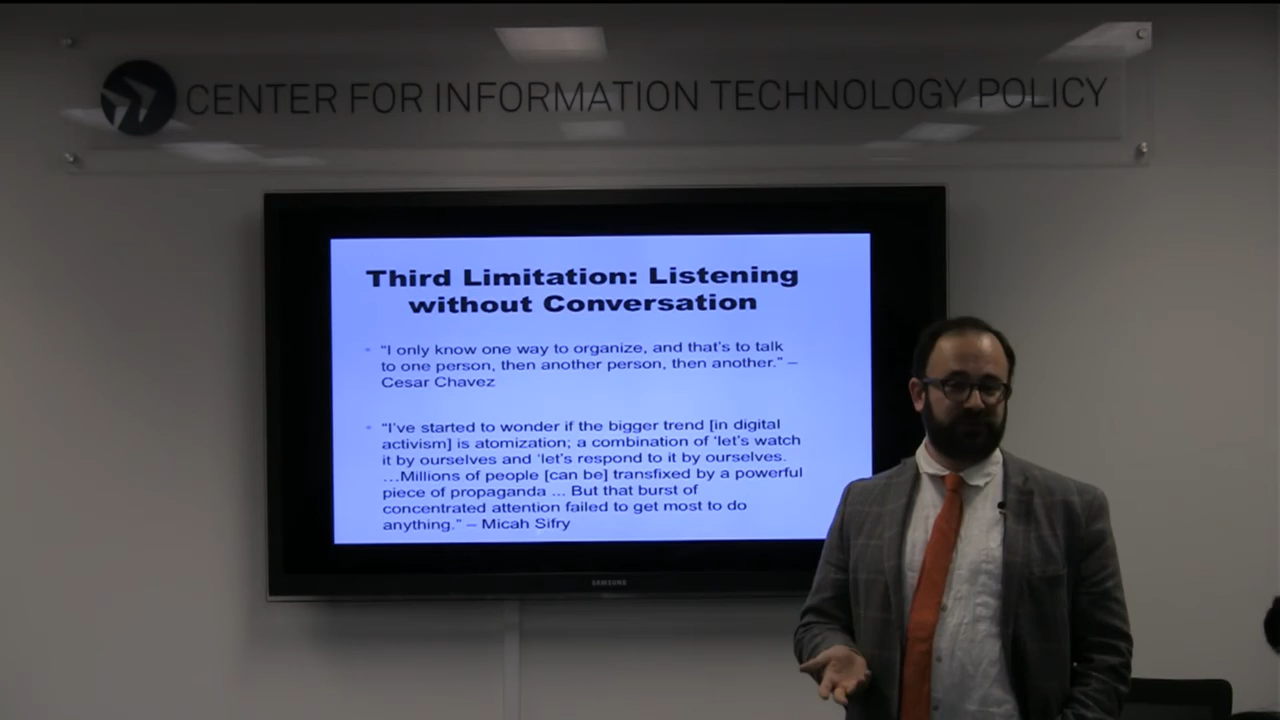 CENTER FOR INFORMATION TECHNOLOGY POLICY
Third Limitation: Listening
without Conversation
• “I only know one way to organize, and that’s to talk
to one person, then another person, then another.” –
Cesar Chavez
• “I’ve started to wonder if the bigger trend [in digital
activism] is atomization; a combination of ‘let’s watch
it by ourselves and ‘let’s respond to it by ourselves.
…Millions of people [can be] transfixed by a powerful
piece of propaganda ... But that burst of
concentrated attention failed to get most to do
anything.” – Micah Sifry
SAMSUNG